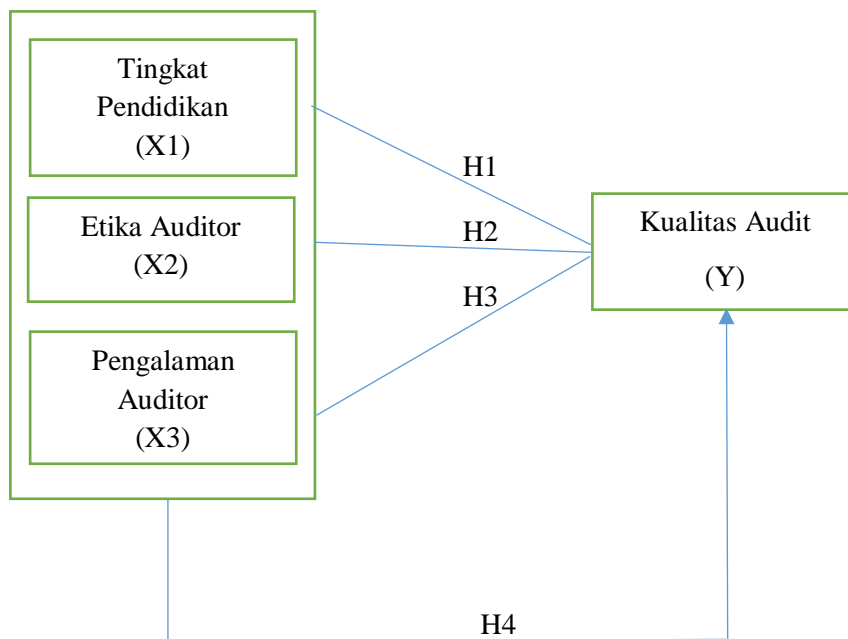 Tingkat
Pendidikan
(X1)
Etika Auditor
(X2)
Pengalaman
Auditor
(X3)
H1
H2
H3
Kualitas Audit
(Y)
H4